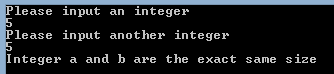 Please input an integer
5
Please input another integer
5
Integer a and b are the exact same size